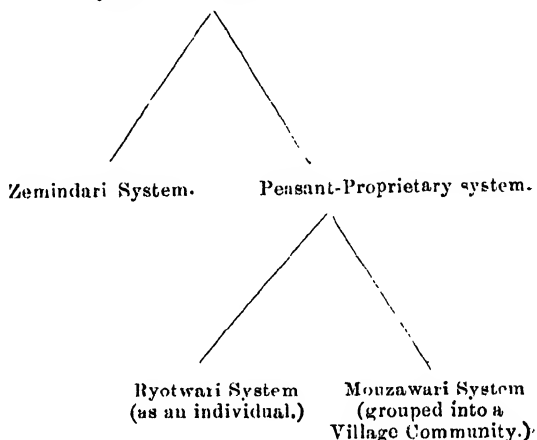 Zemindari System. Peasant-Proprietary system.
Ryotwari System Mouzawari System
(as an individual.) (grouped into a
Village Community.)